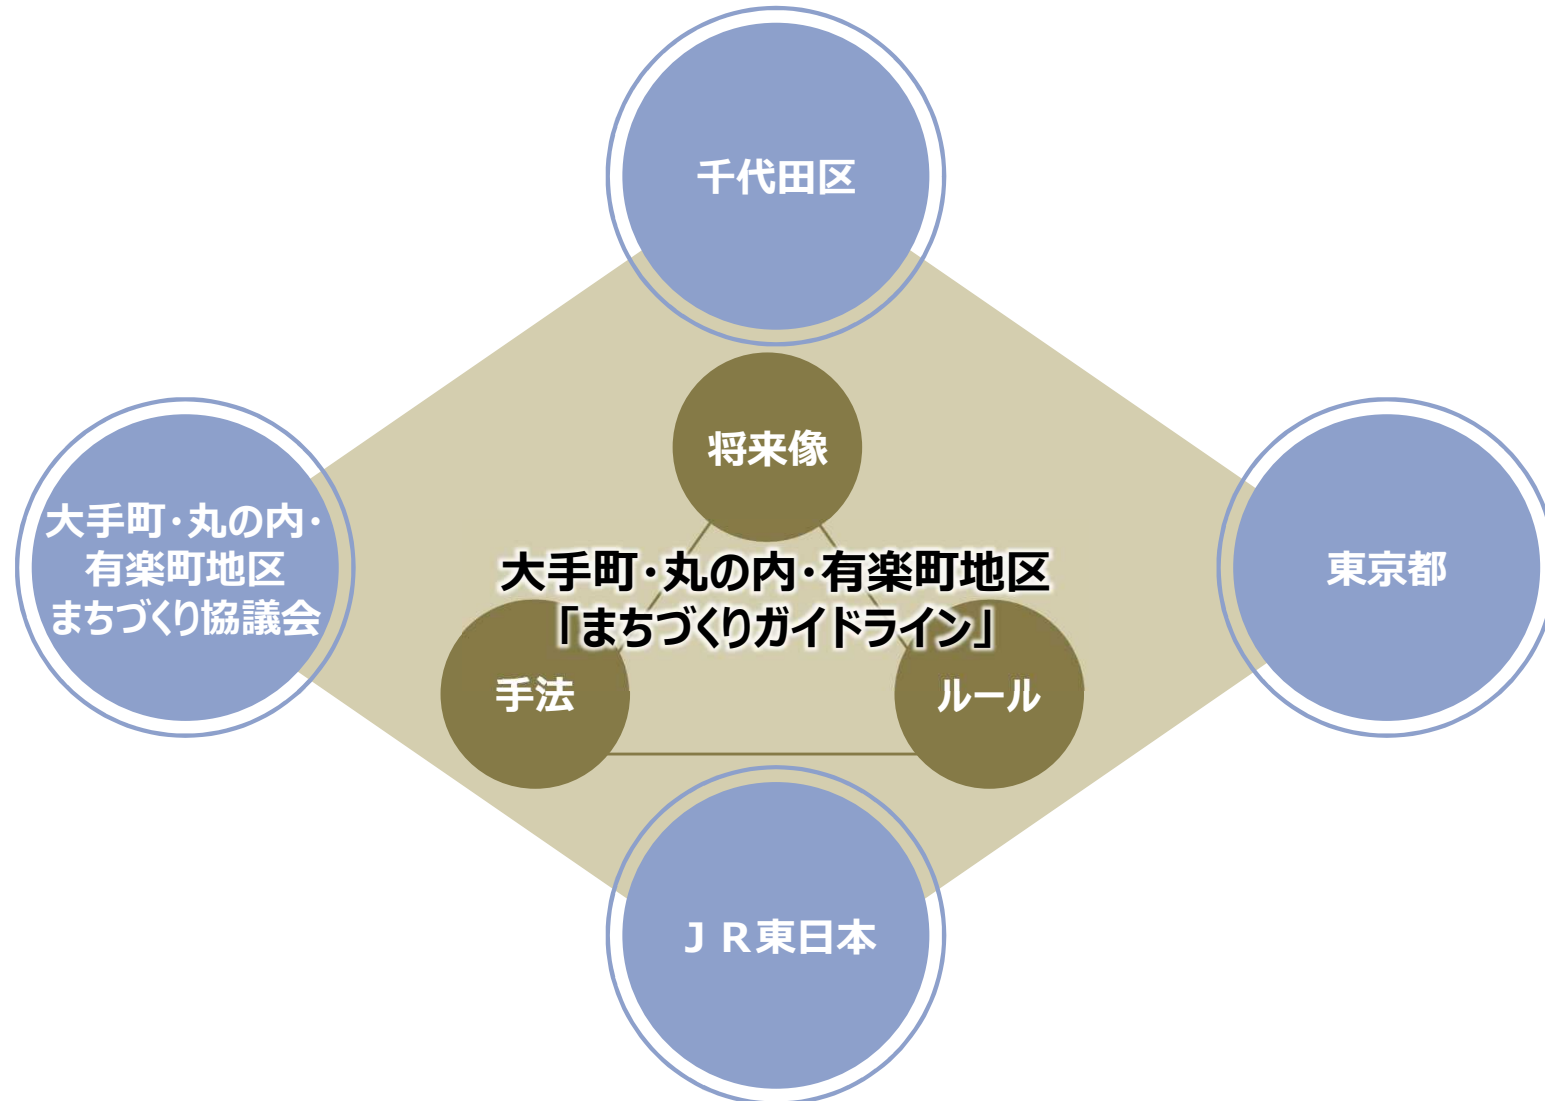 千代田区
将来像
大手町・丸の内・
有楽町地区
まちづくり協議会
大手町・丸の内・有楽町地区
「まちづくりガイドライン」
東京都
手法
ルール
ＪＲ東日本